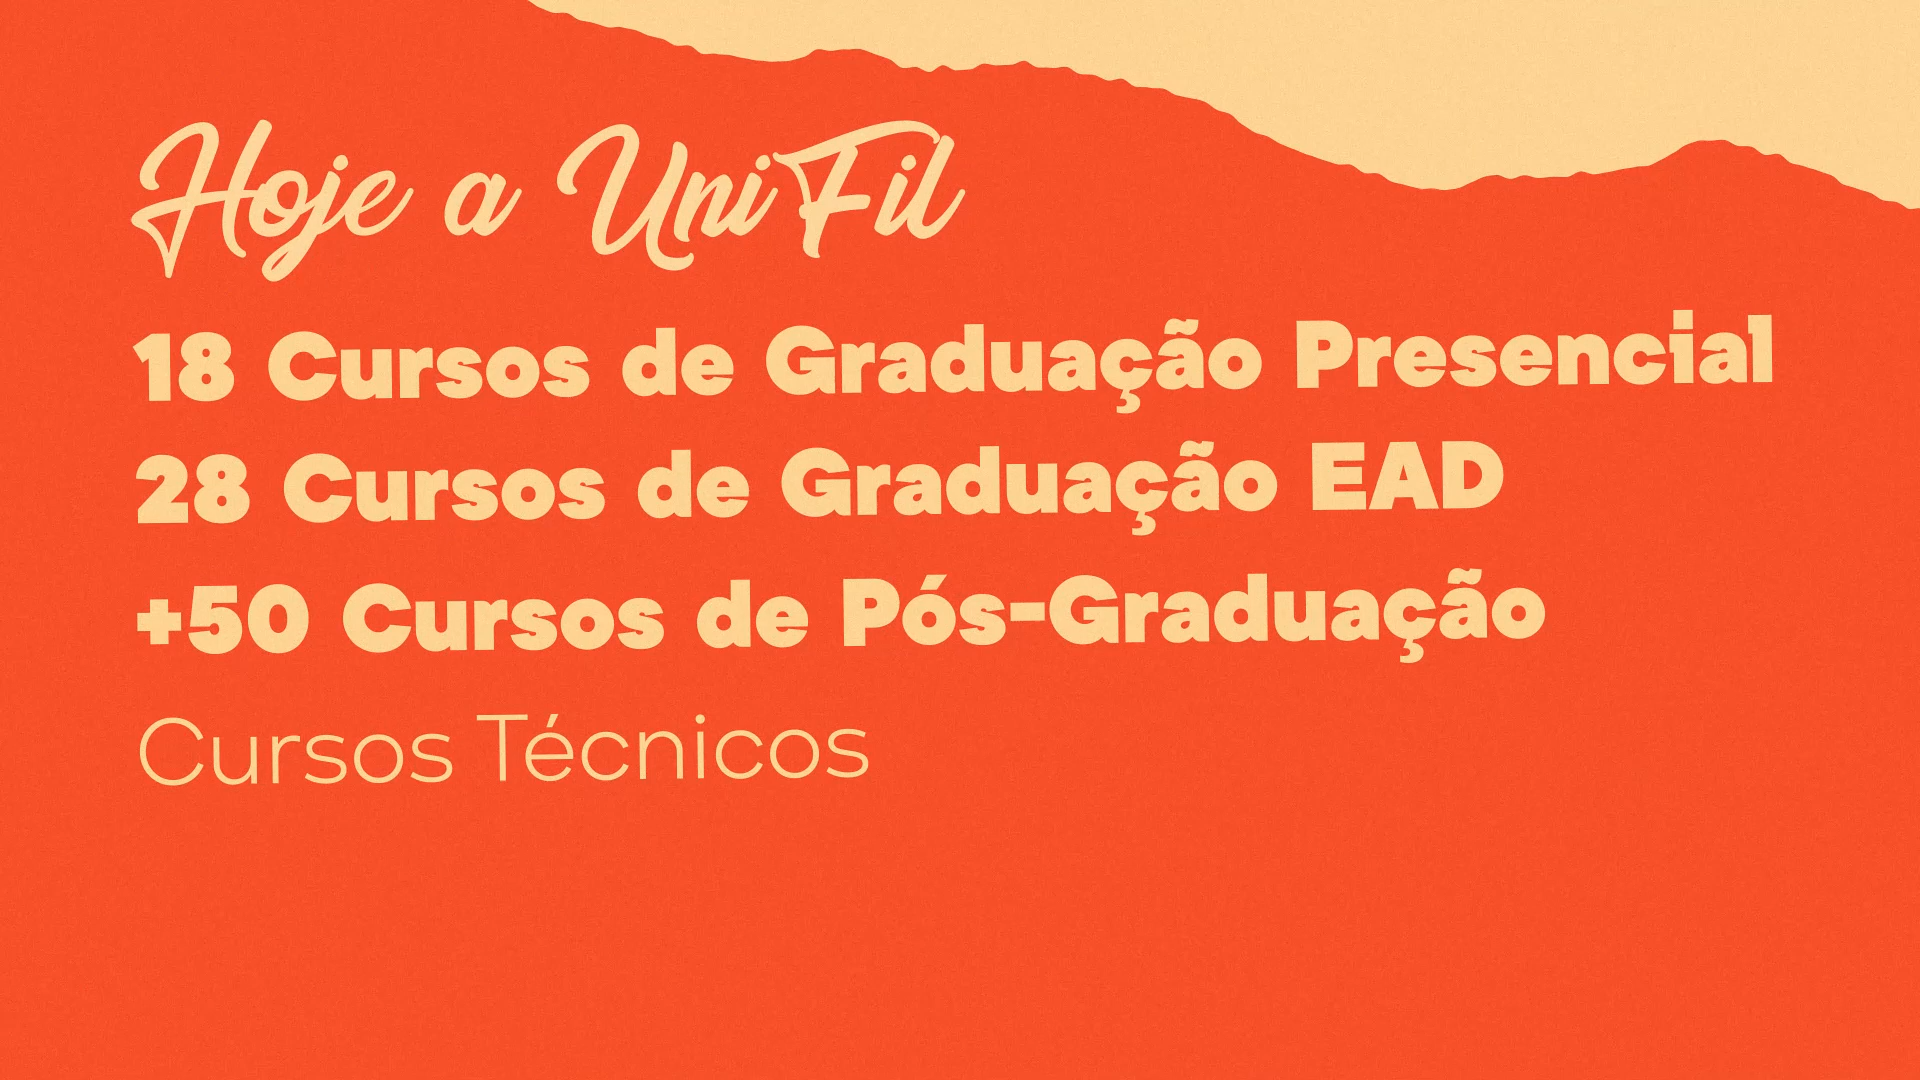 Hoje a UniFil
18 Cursos de Graduação Presencial
28 Cursos de Graduação EAD
+50 Cursos de Pós-Graduação
Cursos Técnicos